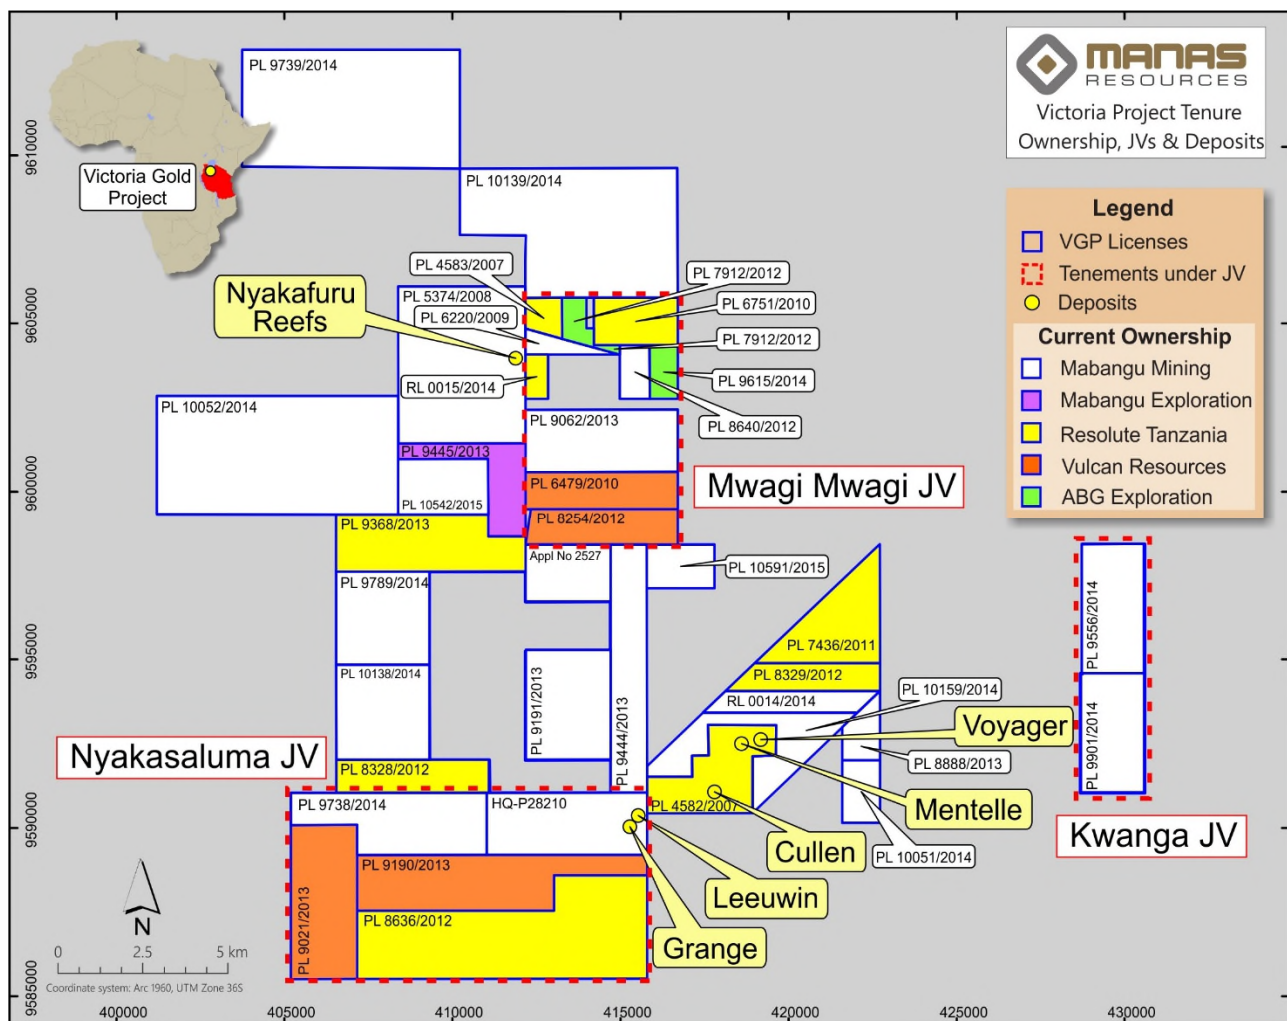 MANAS
RESOURCES
Victoria Project Tenure
Ownership, JVs & Deposits
Legend
VGP Licenses
Tenements under JV
Deposits
Current Ownership
Mabangu Mining
Mabangu Exploration
Resolute Tanzania
Vulcan Resources
ABG Exploration
Victoria Gold
Project
PL 9739/2014
PL 10139/2014
PL 4583/2007
PL 7912/2012
PL 5374/2008
PL 6751/2010
Nyakafuru
Reefs
PL 6220/2009
PL 7912/2012
RL 0015/2014
PL 9615/2014
PL 10052/2014
PL 9062/2013
PL 8640/2012
PL 9445/2013
PL 6479/2010
Mwagi Mwagi JV
PL 10542/2015
PL 8254/2012
PL 9368/2013
Appl No 2527
PL 10591/2015
PL 9789/2014
PL 7436/2011
PL 9556/2014
PL 10138/2014
PL 9191/2013
PL 9444/2013
PL 8329/2012
PL 10159/2014
RL 0014/2014
PL 9901/2014
Voyager
Nyakasaluma JV
PL 8888/2013
PL 8328/2012
Mentelle
PL 9738/2014
HQ-P28210
PL 4582/2007
Kwanga JV
Cullen
PL 10051/2014
PL 9190/2013
Leeuwin
PL 9021/2013
PL 8636/2012
Grange
N
0 2.5 5 km
Coordinate system: Arc 1960, UTM Zone 36S
9610000
9605000
9600000
9595000
9590000
9585000
400000 405000 410000 415000 420000 425000 430000